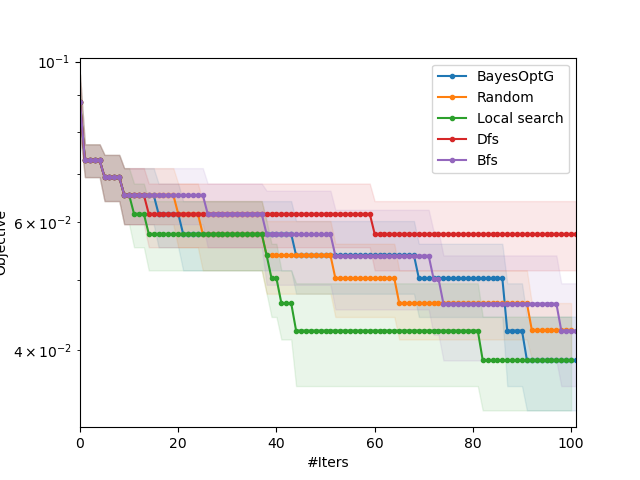 10⁻¹
6 × 10⁻²
4 × 10⁻²
Objective
0 20 40 60 80 100
#Iters
BayesOptG
Random
Local search
Dfs
Bfs